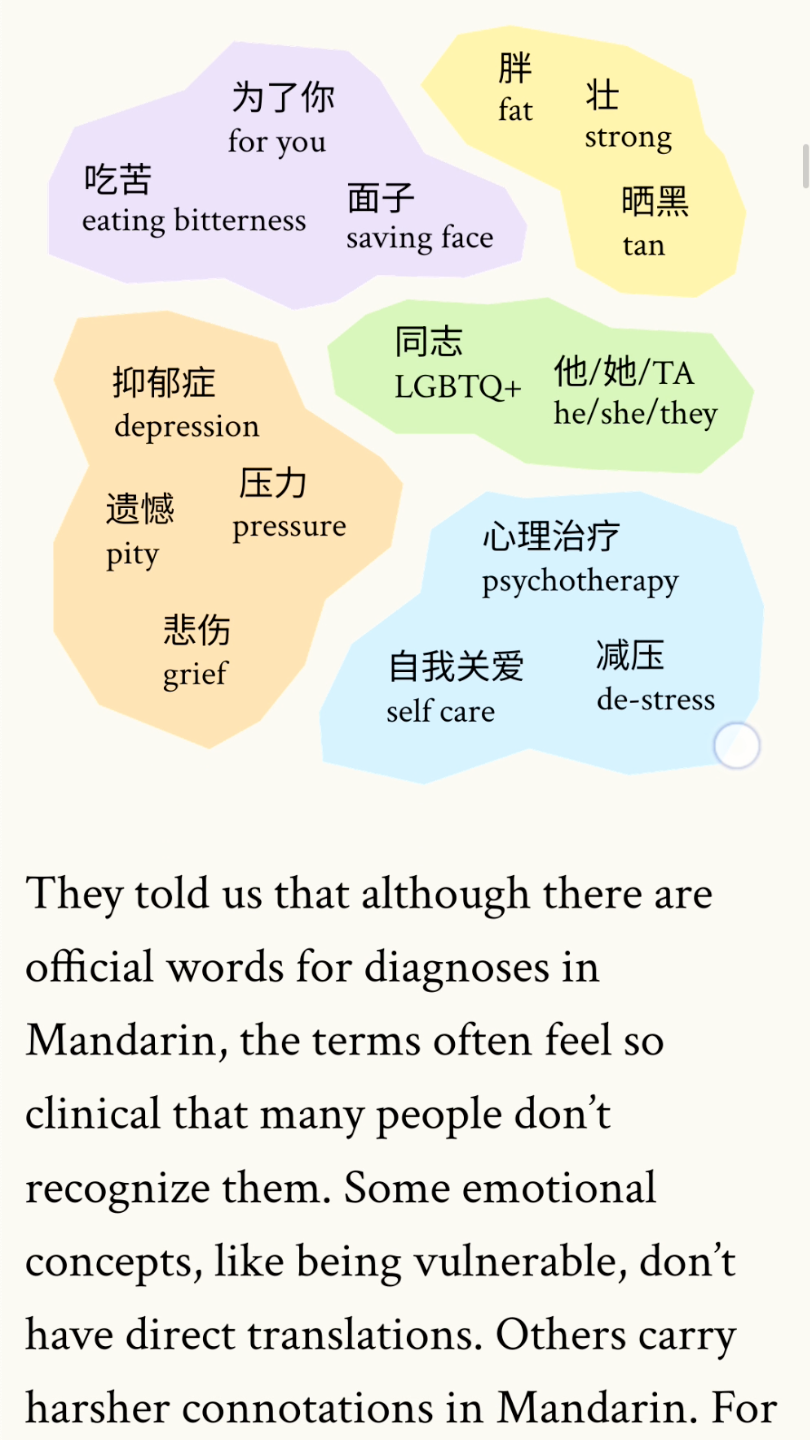 为了你
for you
吃苦
eating bitterness
面子
saving face
胖
fat
壮
strong
晒黑
tan
同志
LGBTQ+
他/她/TA
he/she/they
抑郁症
depression
遗憾
pity
压力
pressure
悲伤
grief
心理治疗
psychotherapy
自我关爱
self care
减压
de-stress
They told us that although there are
official words for diagnoses in
Mandarin, the terms often feel so
clinical that many people don’t
recognize them. Some emotional
concepts, like being vulnerable, don’t
have direct translations. Others carry
harsher connotations in Mandarin. For